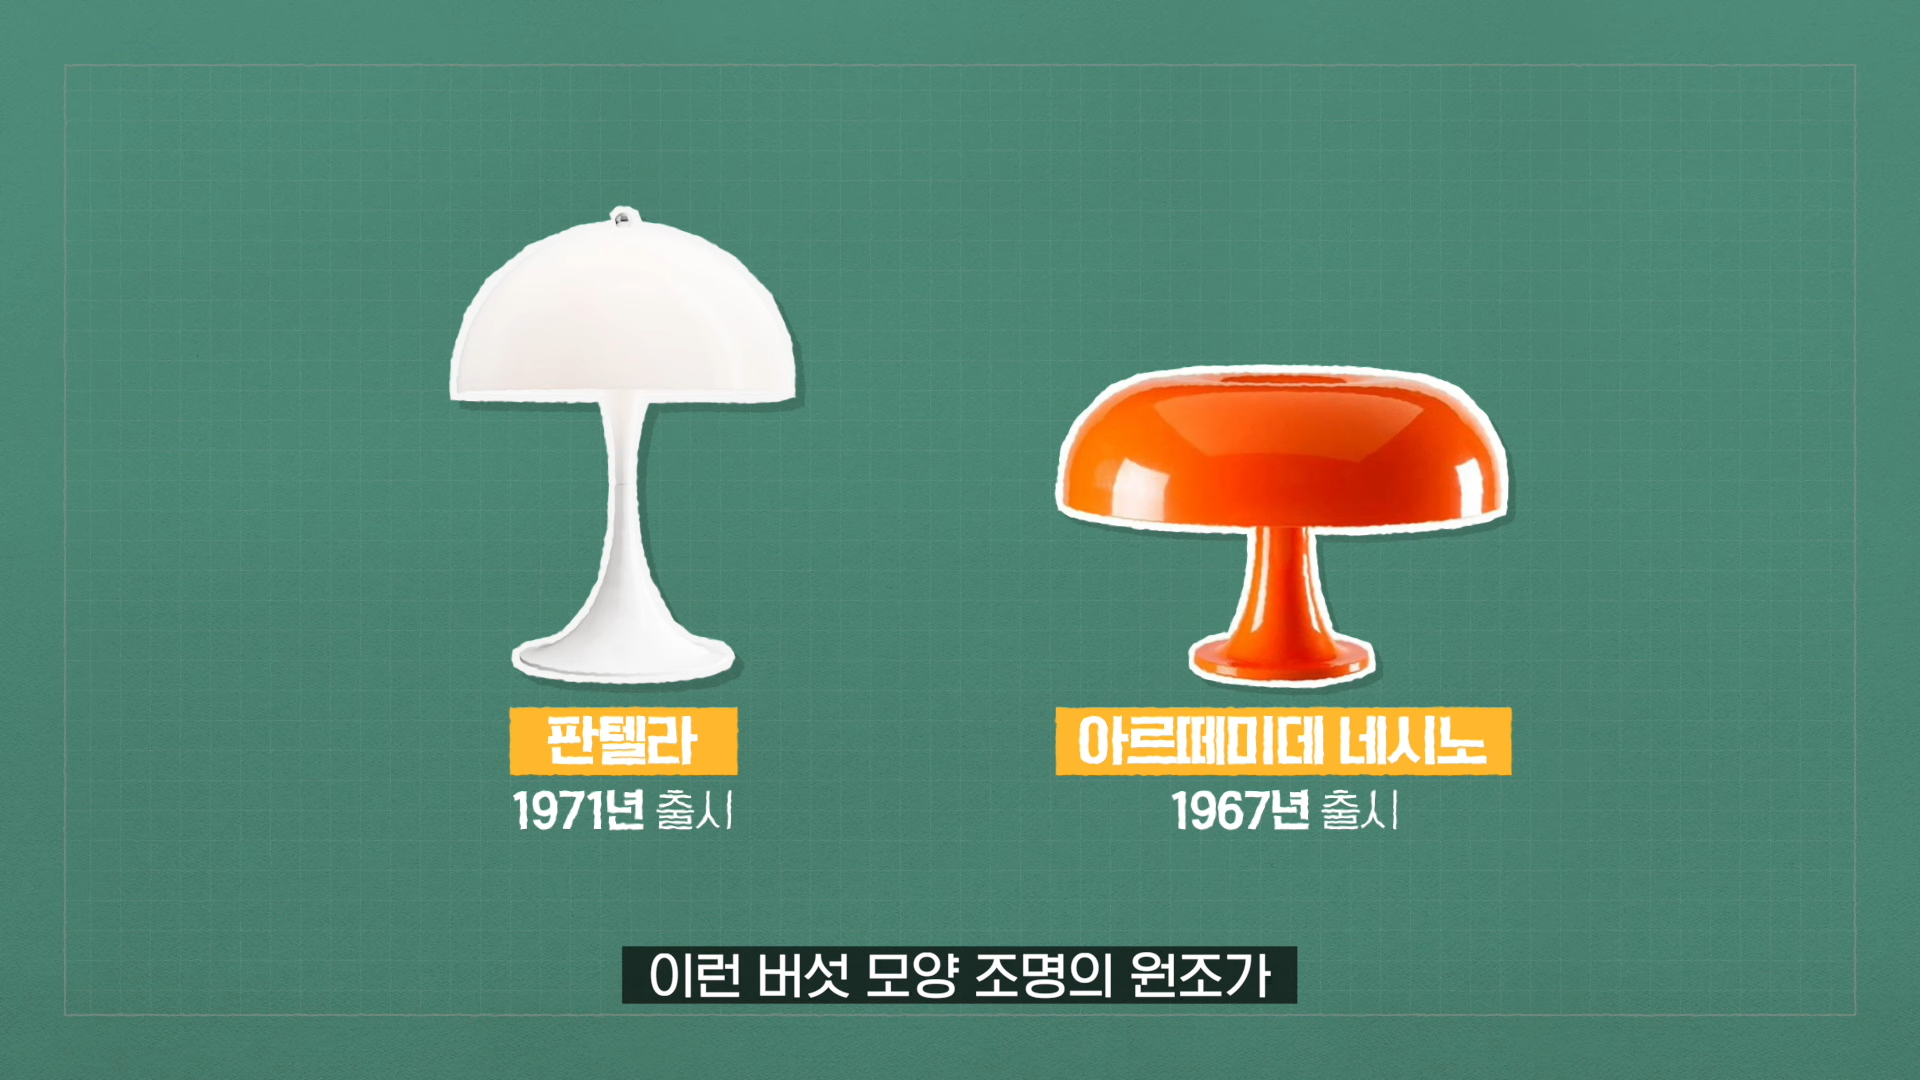 판텔라
1971년 출시
아르떼미데 네시노
1967년 출시
이런 버섯 모양 조명의 원조가